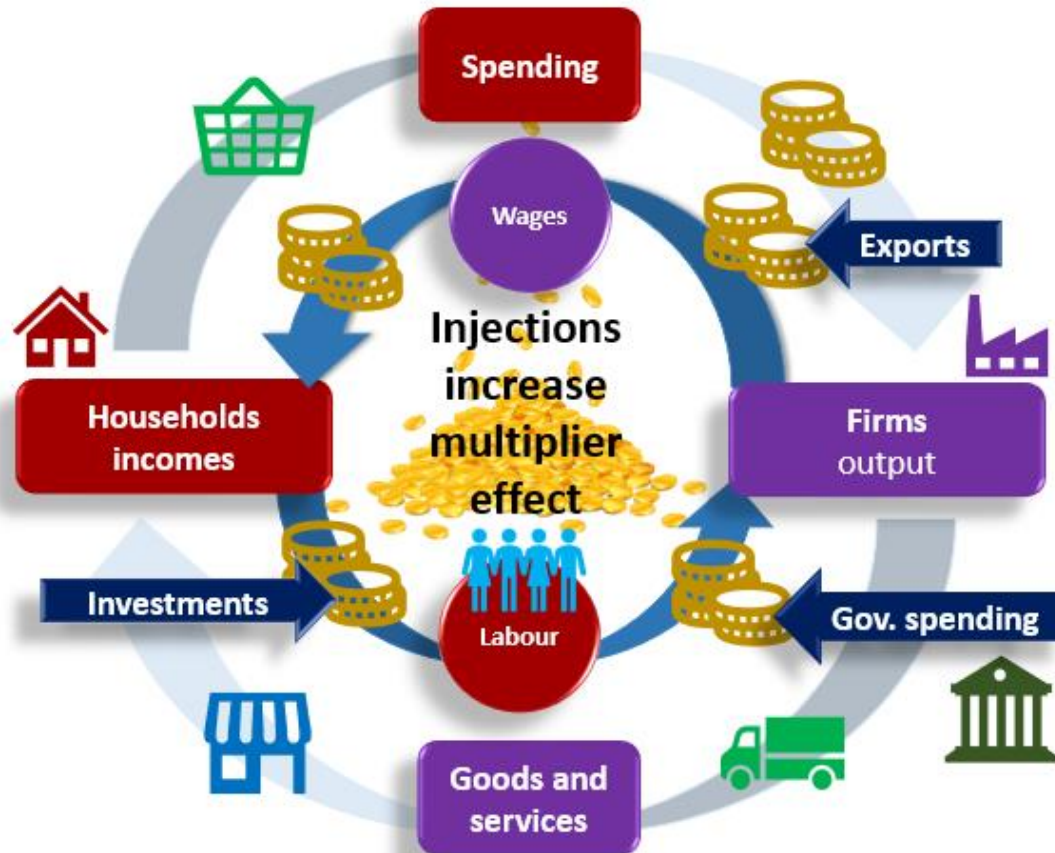 Spending
Wages
Exports
Injections
increase
multiplier
effect
Households
incomes
Firms
output
Investments
Gov. spending
Labour
Goods and
services